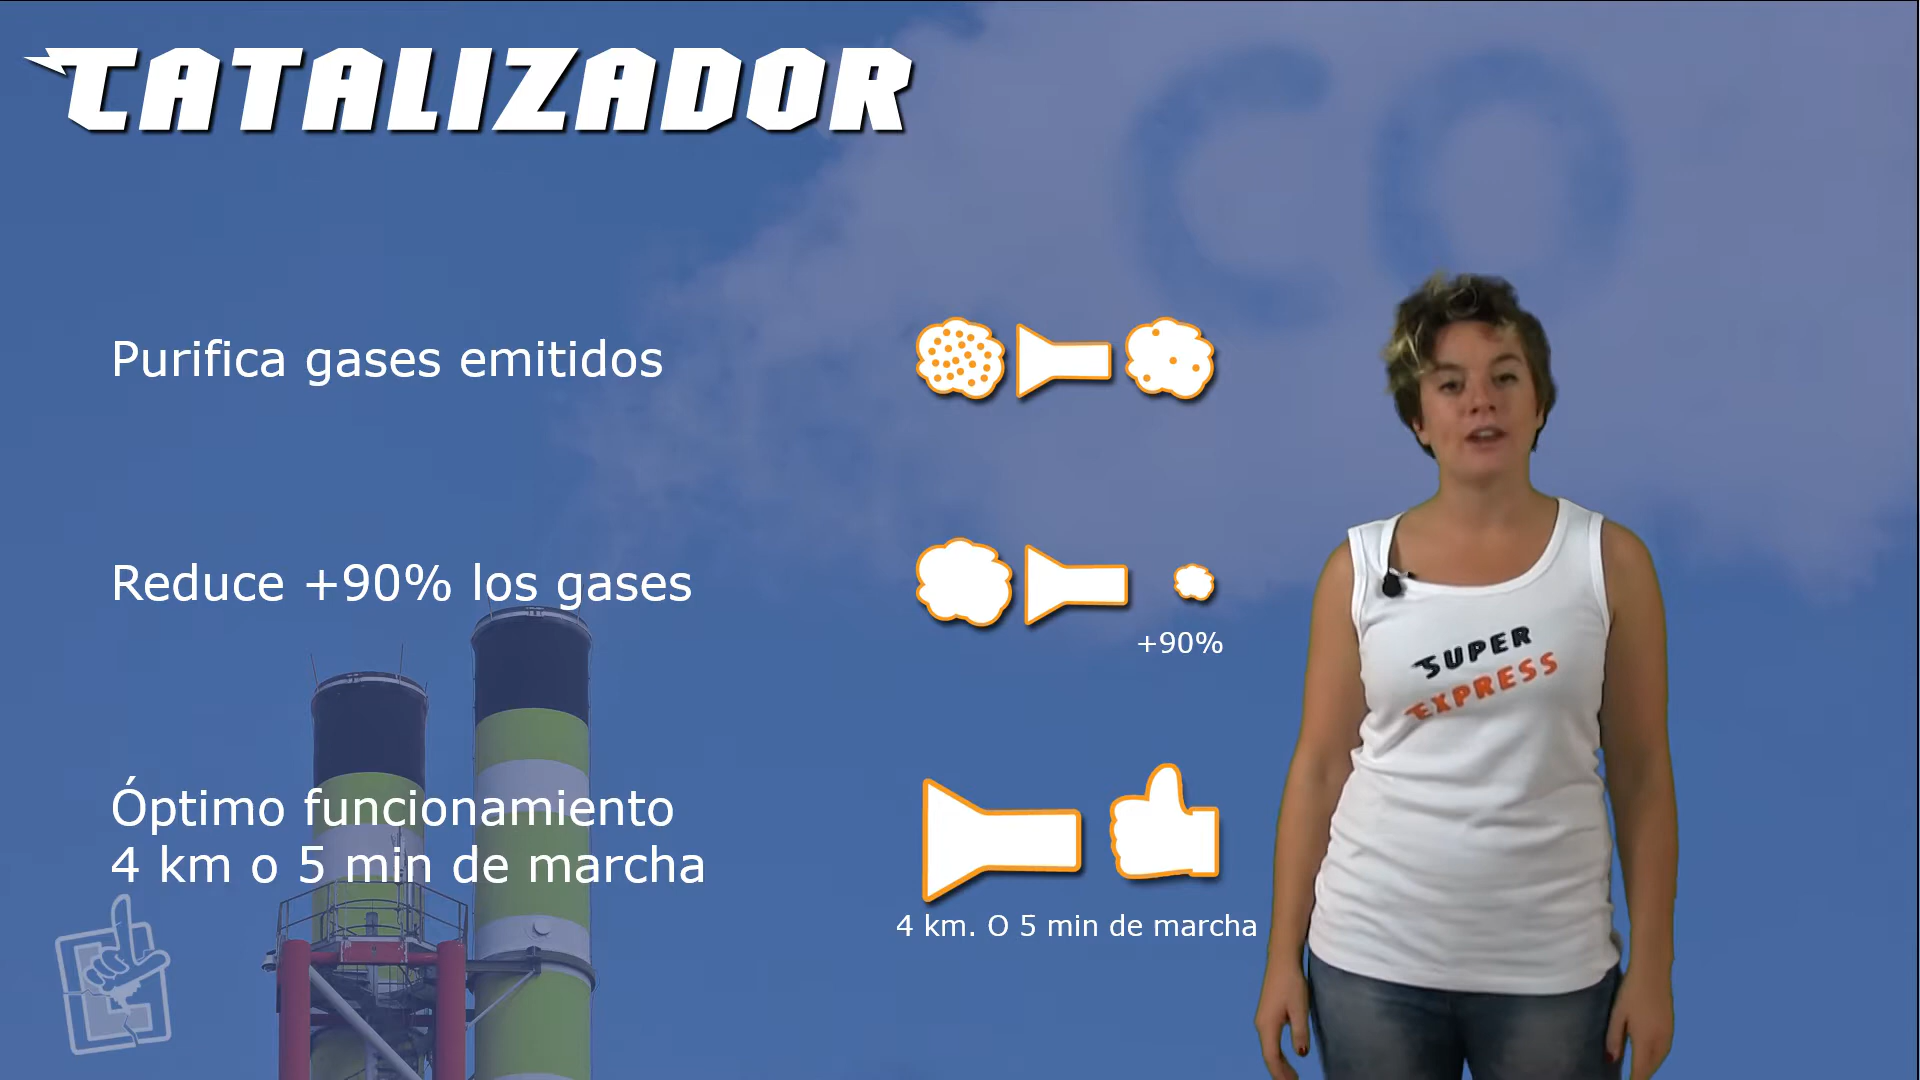 CATALIZADOR
CO
Purifica gases emitidos
Reduce +90% los gases
+90%
SUPER
EXPRESS
Óptimo funcionamiento
4 km o 5 min de marcha
4 km. O 5 min de marcha